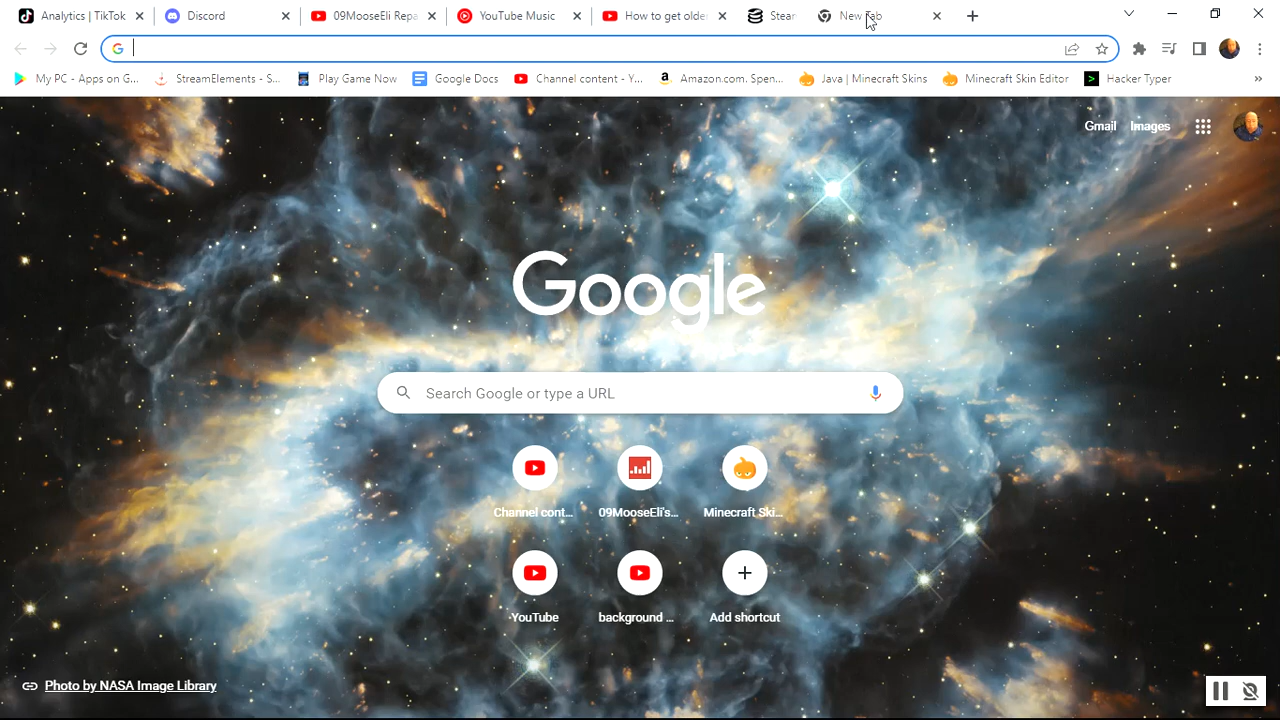 Analytics | TikTok
Discord
09MooseEli Repa
YouTube Music
How to get older
Stear
New Tab
My PC - Apps on G...
StreamElements - S...
Play Game Now
Google Docs
Channel content - Y...
Amazon.com. Spen...
Java | Minecraft Skins
Minecraft Skin Editor
Hacker Typer
»
Gmail
Images
Google
Search Google or type a URL
Channel cont...
09MooseEli's...
Minecraft Ski...
YouTube
background ...
Add shortcut
Photo by NASA Image Library